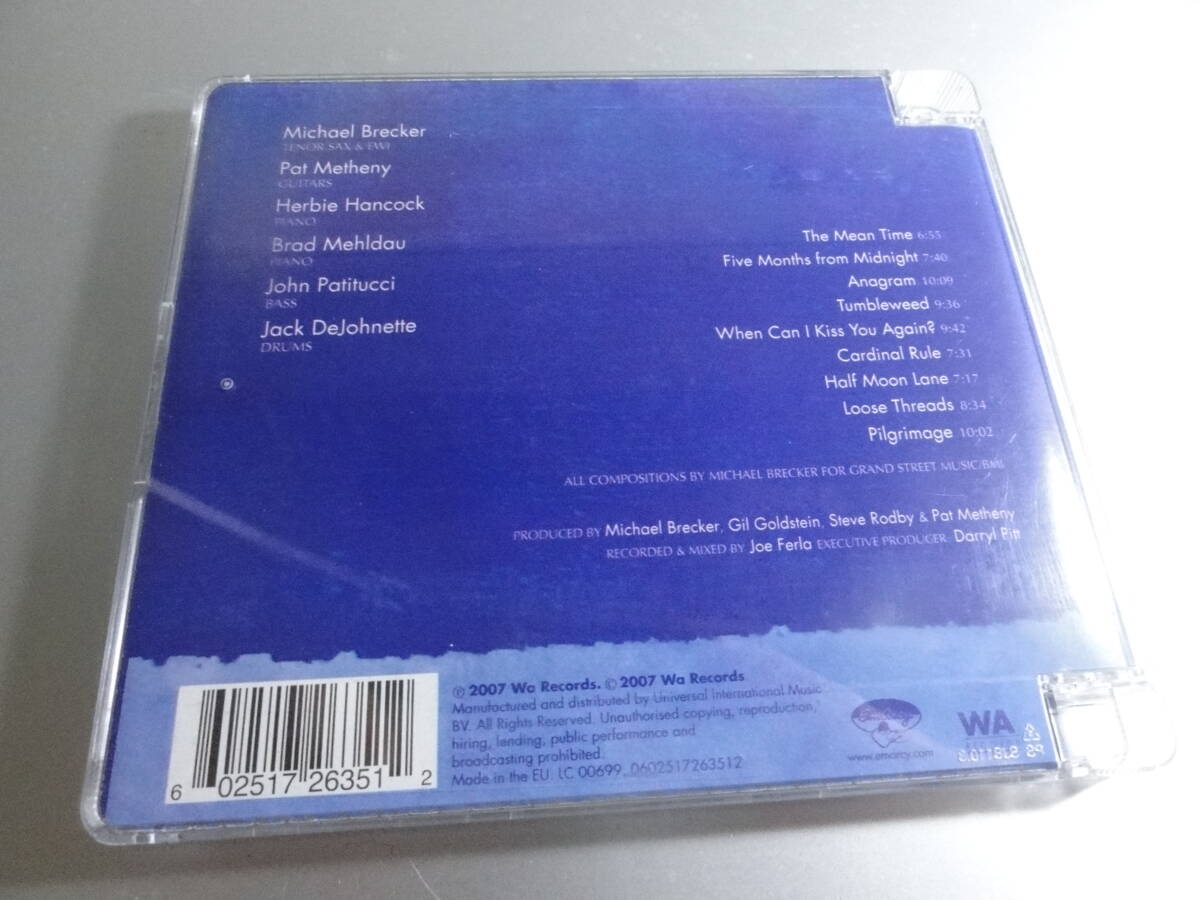 Michael Brecker
TENOR SAX & EWI
Pat Metheny
GUITARS
Herbie Hancock
PIANO
Brad Mehldau
PIANO
John Patitucci
BASS
Jack DeJohnette
DRUMS
The Mean Time 6:55
Five Months from Midnight 7:40
Anagram 10:09
Tumbleweed 9:36
When Can I Kiss You Again? 9:42
Cardinal Rule 7:31
Half Moon Lane 7:17
Loose Threads 8:34
Pilgrimage 10:02
ALL COMPOSITIONS BY MICHAEL BRECKER FOR GRAND STREET MUSIC/BMI
PRODUCED BY Michael Brecker, Gil Goldstein, Steve Rodby & Pat Metheny
RECORDED & MIXED BY Joe Ferla EXECUTIVE PRODUCER: Darryl Pitt
℗ 2007 Wa Records. © 2007 Wa Records
Manufactured and distributed by Universal International Music
BV. All Rights Reserved. Unauthorised copying, reproduction,
hiring, lending, public performance and
broadcasting prohibited.
Made in the EU. LC 00699. 0602517263512
6 02517 26351 2
www.emarcy.com
WA